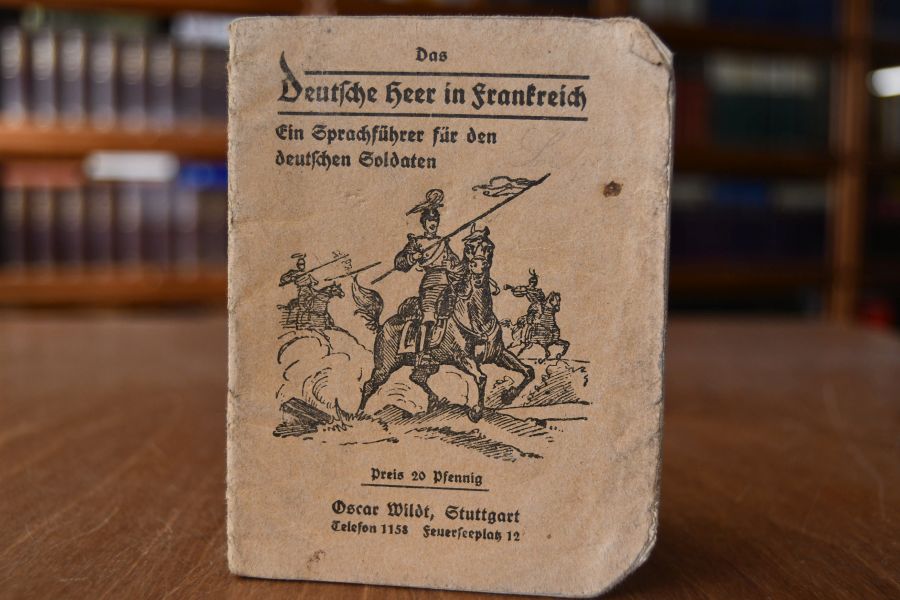 Das
Deutsche Heer in Frankreich
Ein Sprachführer für den
deutschen Soldaten
Preis 20 Pfennig
Oscar Wildt, Stuttgart
Telefon 1158 Feuerseeplatz 12